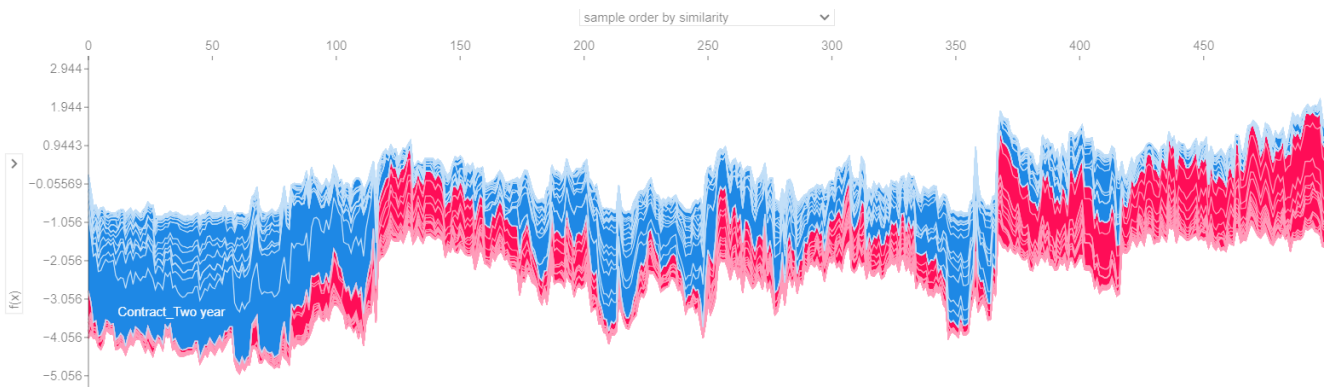 sample order by similarity
0 50 100 150 200 250 300 350 400 450
2.944
1.944
0.9443
−0.05569
−1.056
−2.056
−3.056
−4.056
−5.056
f(x)
Contract_Two year